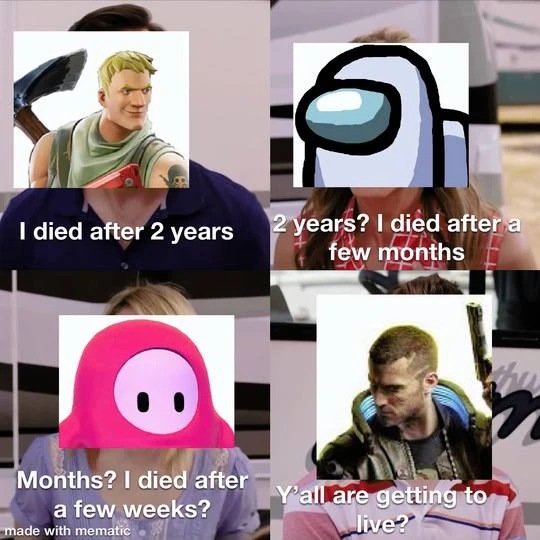 I died after 2 years
2 years? I died after a
few months
Months? I died after
a few weeks?
Y'all are getting to
live?
made with mematic